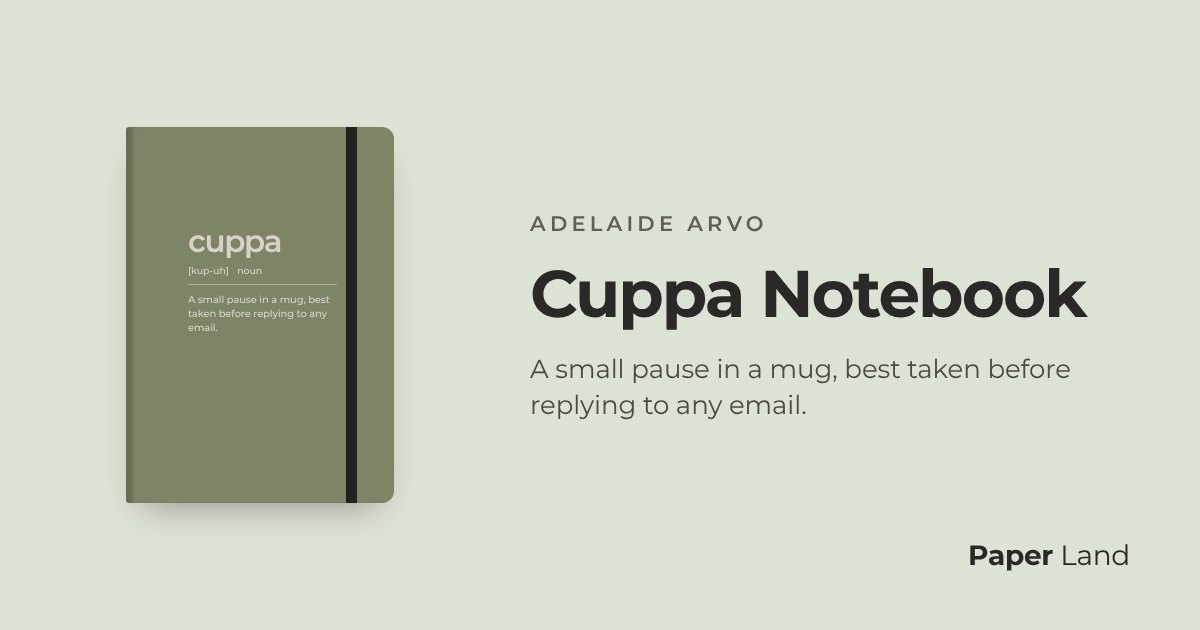 cuppa
[kup-uh] noun
A small pause in a mug, best
taken before replying to any
email.
ADELAIDE ARVO
Cuppa Notebook
A small pause in a mug, best taken before
replying to any email.
Paper Land